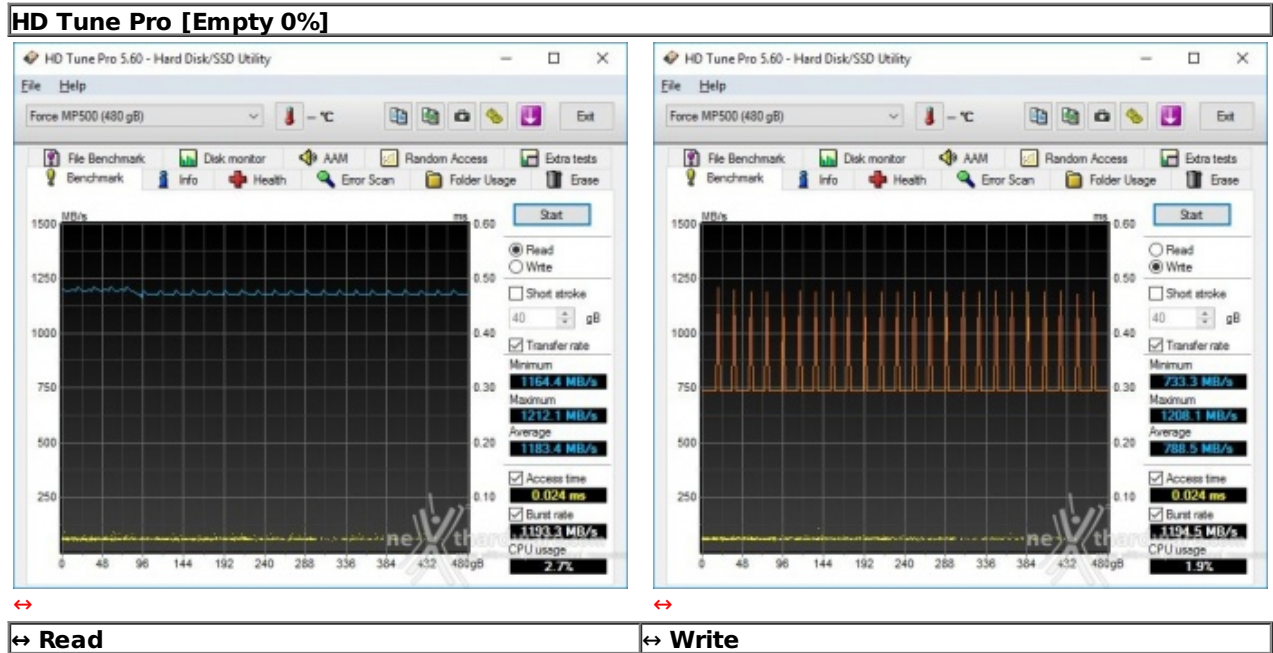 HD Tune Pro [Empty 0%]
HD Tune Pro 5.60 - Hard Disk/SSD Utility
File Help
Force MP500 (480 gB)
– °C
Exit
File Benchmark Disk monitor AAM Random Access Extra tests
Benchmark Info Health Error Scan Folder Usage Erase
MB/s ms
Start
1500 1250 1000 750 500 250
0.60 0.50 0.40 0.30 0.20 0.10
0 48 96 144 192 240 288 336 384 432 480gB
Read
Write
Short stroke
40 gB
Transfer rate
Minimum
1164.4 MB/s
Maximum
1212.1 MB/s
Average
1183.4 MB/s
Access time
0.024 ms
Burst rate
1193.3 MB/s
CPU usage
2.7%
HD Tune Pro 5.60 - Hard Disk/SSD Utility
File Help
Force MP500 (480 gB)
– °C
Exit
File Benchmark Disk monitor AAM Random Access Extra tests
Benchmark Info Health Error Scan Folder Usage Erase
MB/s ms
Start
1500 1250 1000 750 500 250
0.60 0.50 0.40 0.30 0.20 0.10
0 48 96 144 192 240 288 336 384 432 480gB
Read
Write
Short stroke
40 gB
Transfer rate
Minimum
733.3 MB/s
Maximum
1208.1 MB/s
Average
788.5 MB/s
Access time
0.024 ms
Burst rate
1194.5 MB/s
CPU usage
1.9%
↔ ↔
↔ Read ↔ Write